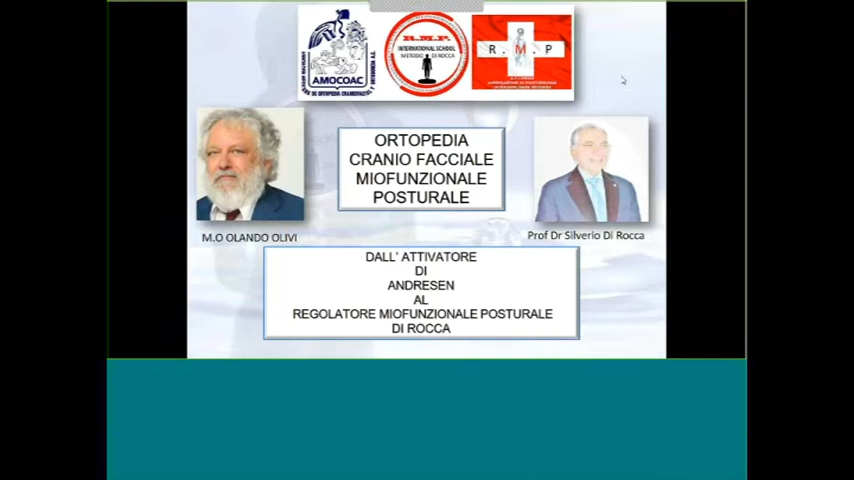 AMOCOAC
R.M.P.
INTERNATIONAL SCHOOL
METODO DI ROCCA
R. M. P
ORTOPEDIA
CRANIO FACCIALE
MIOFUNZIONALE
POSTURALE
M.O OLANDO OLIVI
Prof Dr Silverio Di Rocca
DALL' ATTIVATORE
DI
ANDRESEN
AL
REGOLATORE MIOFUNZIONALE POSTURALE
DI ROCCA